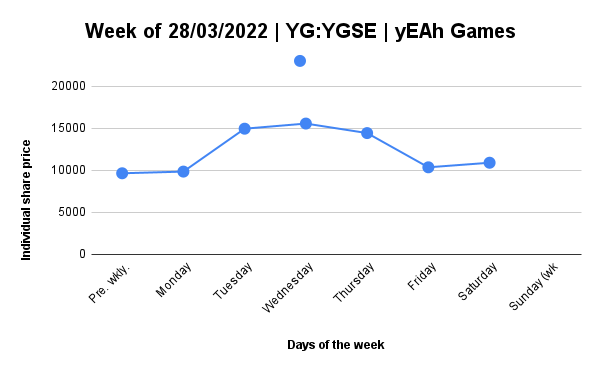 Week of 28/03/2022 | YG:YGSE | yEAh Games
20000
15000
10000
5000
0
Individual share price
Pre. wkly.
Monday
Tuesday
Wednesday
Thursday
Friday
Saturday
Sunday (wk
Days of the week